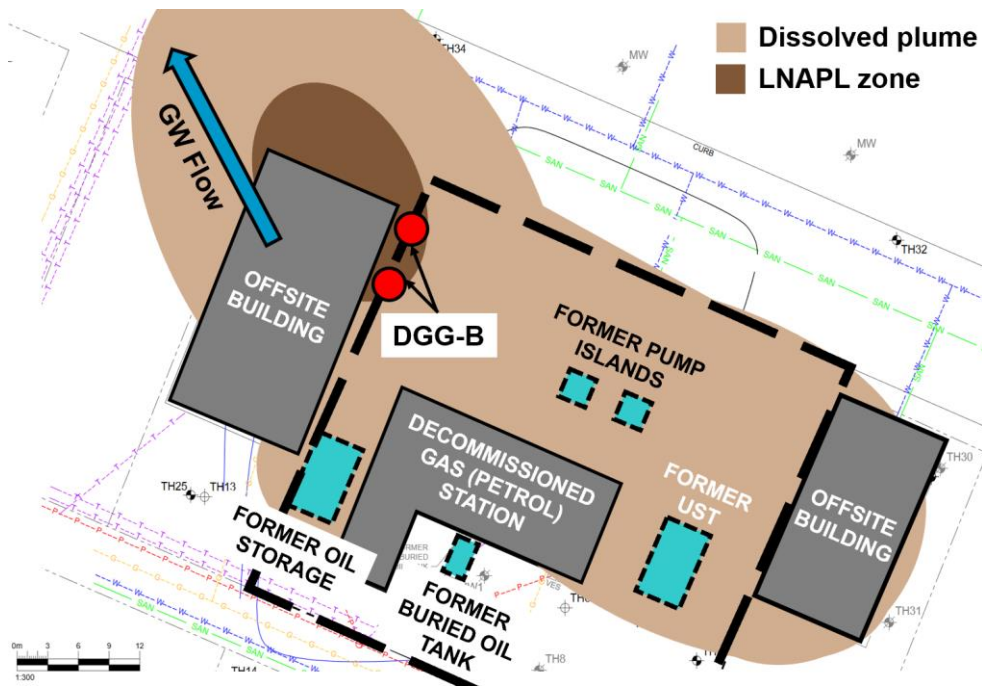 TH34
MW
Dissolved plume
LNAPL zone
GW Flow
CURB
MW
TH32
OFFSITE
BUILDING
DGG-B
FORMER PUMP
ISLANDS
DECOMMISSIONED
GAS (PETROL)
STATION
FORMER
UST
OFFSITE
BUILDING
TH30
TH25
TH13
FORMER OIL
STORAGE
FORMER
BURIED OIL
TANK
TH8
TH31
TH14
0m 3 6 9 12
1:300
SAN
W
G
T
P